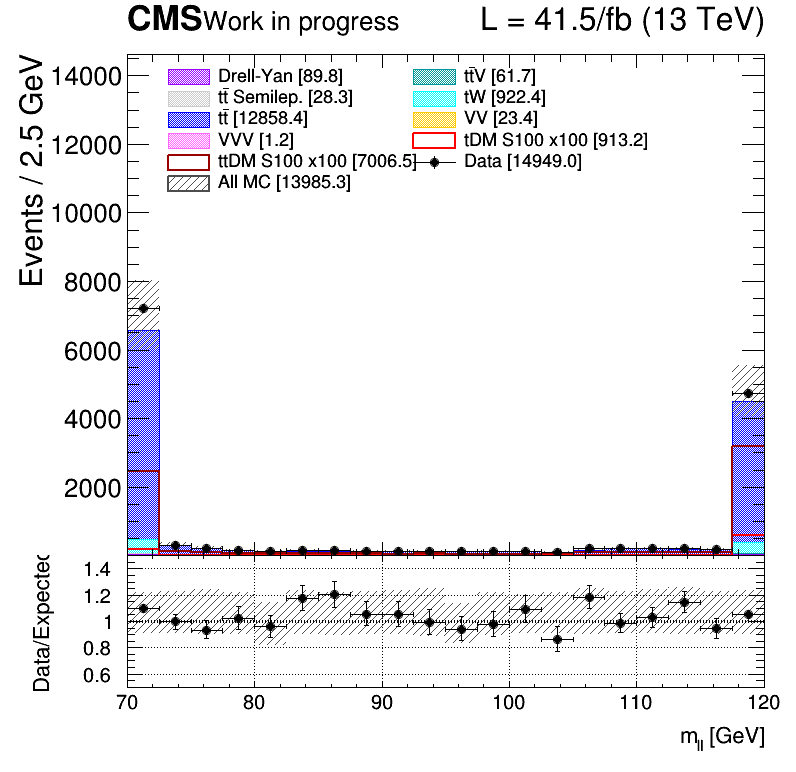 CMS Work in progress L = 41.5/fb (13 TeV)
Events / 2.5 GeV
14000
12000
10000
8000
6000
4000
2000
Drell-Yan [89.8] tt̄V [61.7]
tt̄ Semilep. [28.3] tW [922.4]
tt̄ [12858.4] VV [23.4]
VVV [1.2] tDM S100 x100 [913.2]
ttDM S100 x100 [7006.5] Data [14949.0]
All MC [13985.3]
Data/Expected
1.4
1.2
1
0.8
0.6
70 80 90 100 110 120
m_ll [GeV]